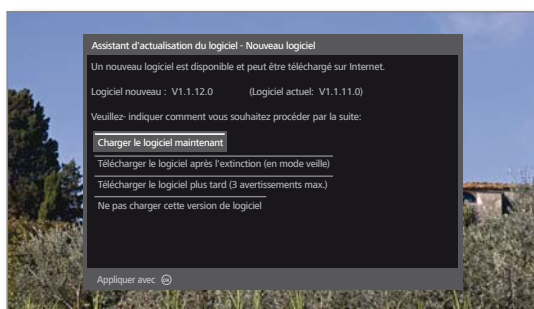 Assistant d'actualisation du logiciel - Nouveau logiciel
Un nouveau logiciel est disponible et peut être téléchargé sur Internet.
Logiciel nouveau : V1.1.12.0 (Logiciel actuel: V1.1.11.0)
Veuillez- indiquer comment vous souhaitez procéder par la suite:
Charger le logiciel maintenant
Télécharger le logiciel après l'extinction (en mode veille)
Télécharger le logiciel plus tard (3 avertissements max.)
Ne pas charger cette version de logiciel
Appliquer avec OK